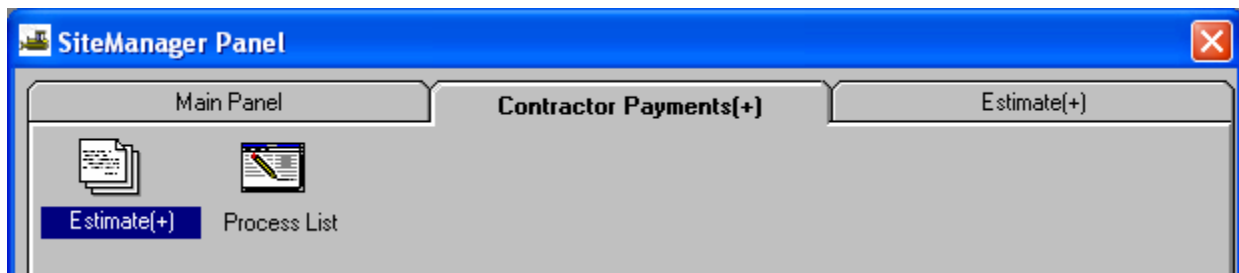 SiteManager Panel
Main Panel
Contractor Payments(+)
Estimate(+)
Estimate(+)
Process List